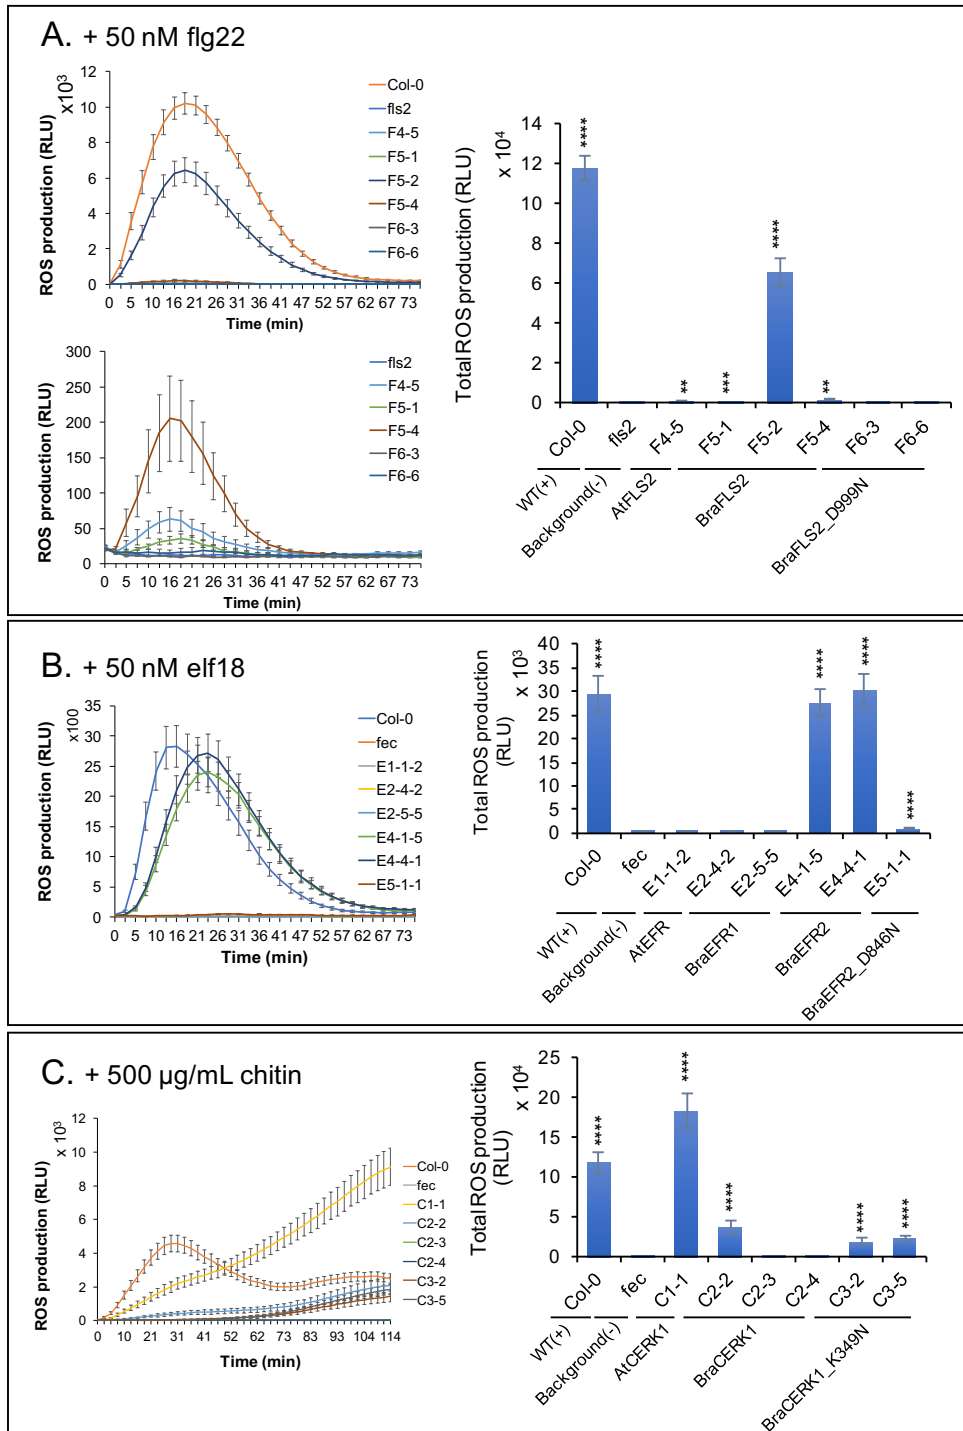 A. + 50 nM flg22
x10³
ROS production (RLU)
12
10
8
6
4
2
0
0 5 10 16 21 26 31 36 41 47 52 57 62 67 73
Time (min)
Col-0
fls2
F4-5
F5-1
F5-2
F5-4
F6-3
F6-6
ROS production (RLU)
300
250
200
150
100
50
0
0 5 10 16 21 26 31 36 41 47 52 57 62 67 73
Time (min)
fls2
F4-5
F5-1
F5-4
F6-3
F6-6
Total ROS production (RLU)
x 10⁴
14
12
10
8
6
4
2
0
**** ** *** **** **
Col-0 fls2 F4-5 F5-1 F5-2 F5-4 F6-3 F6-6
WT(+) Background(-) AtFLS2 BraFLS2 BraFLS2_D999N
B. + 50 nM elf18
x100
ROS production (RLU)
35
30
25
20
15
10
5
0
0 5 10 16 21 26 31 36 41 47 52 57 62 67 73
Time (min)
Col-0
fec
E1-1-2
E2-4-2
E2-5-5
E4-1-5
E4-4-1
E5-1-1
Total ROS production
(RLU)
x 10³
40
35
30
25
20
15
10
5
0
**** **** **** ****
Col-0 fec E1-1-2 E2-4-2 E2-5-5 E4-1-5 E4-4-1 E5-1-1
WT(+) Background(-) AtEFR BraEFR1 BraEFR2 BraEFR2_D846N
C. + 500 µg/mL chitin
x 10³
ROS production (RLU)
12
10
8
6
4
2
0
0 10 21 31 41 52 62 73 83 93 104 114
Time (min)
Col-0
fec
C1-1
C2-2
C2-3
C2-4
C3-2
C3-5
Total ROS production
(RLU)
x 10⁴
25
20
15
10
5
0
**** **** **** **** ****
Col-0 fec C1-1 C2-2 C2-3 C2-4 C3-2 C3-5
WT(+) Background(-) AtCERK1 BraCERK1 BraCERK1_K349N